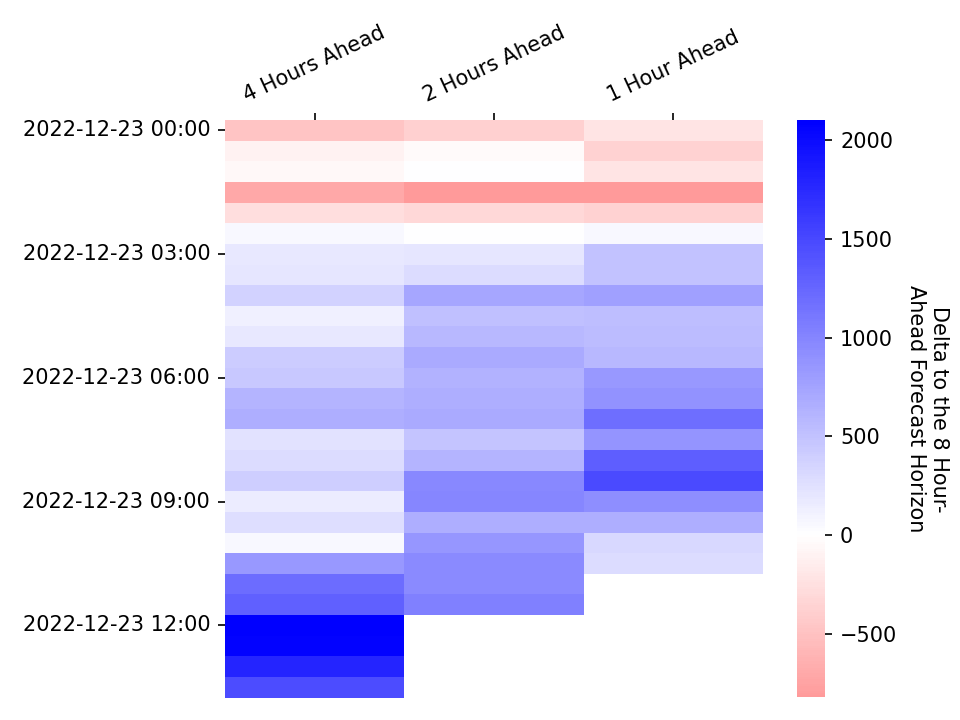 4 Hours Ahead
2 Hours Ahead
1 Hour Ahead
2022-12-23 00:00
2022-12-23 03:00
2022-12-23 06:00
2022-12-23 09:00
2022-12-23 12:00
2000
1500
1000
500
0
−500
Delta to the 8 Hour-
Ahead Forecast Horizon